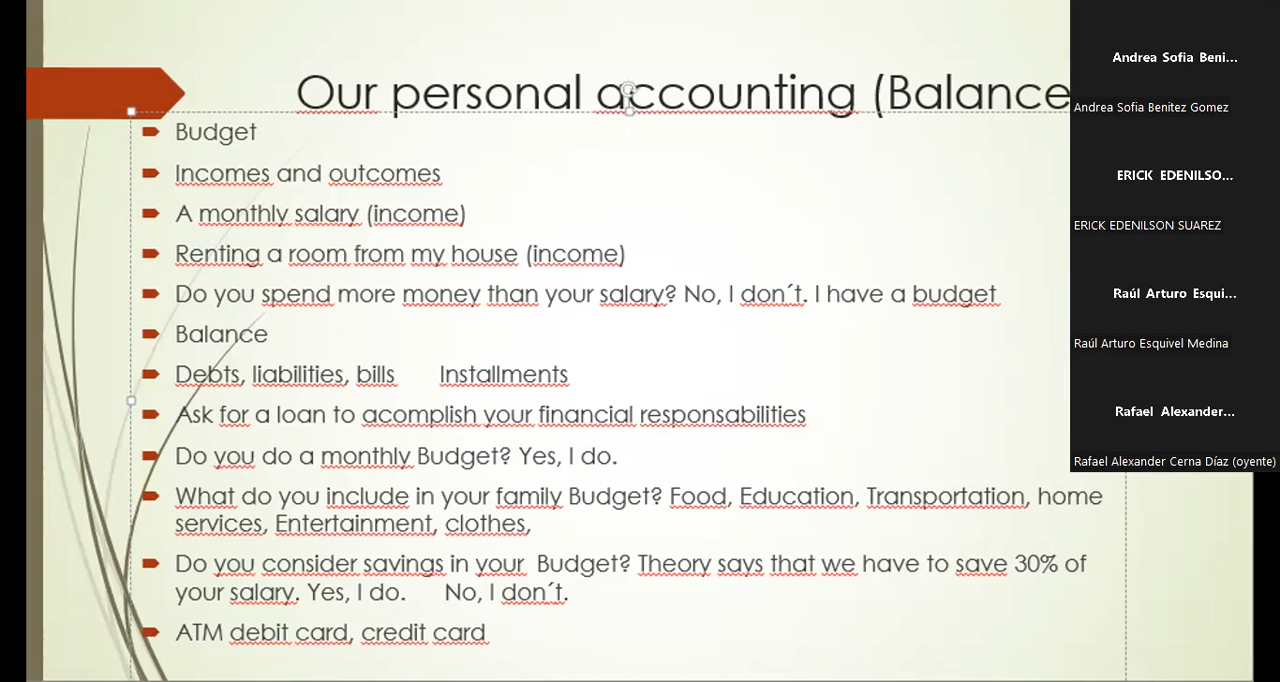 Our personal accounting (Balance
Budget
Incomes and outcomes
A monthly salary (income)
Renting a room from my house (income)
Do you spend more money than your salary? No, I don´t. I have a budget
Balance
Debts, liabilities, bills Installments
Ask for a loan to acomplish your financial responsabilities
Do you do a monthly Budget? Yes, I do.
What do you include in your family Budget? Food, Education, Transportation, home
services, Entertainment, clothes,
Do you consider savings in your Budget? Theory says that we have to save 30% of
your salary. Yes, I do. No, I don´t.
ATM debit card, credit card
Andrea Sofia Beni...
Andrea Sofia Benitez Gomez
ERICK EDENILSO...
ERICK EDENILSON SUAREZ
Raúl Arturo Esqui...
Raúl Arturo Esquivel Medina
Rafael Alexander...
Rafael Alexander Cerna Díaz (oyente)